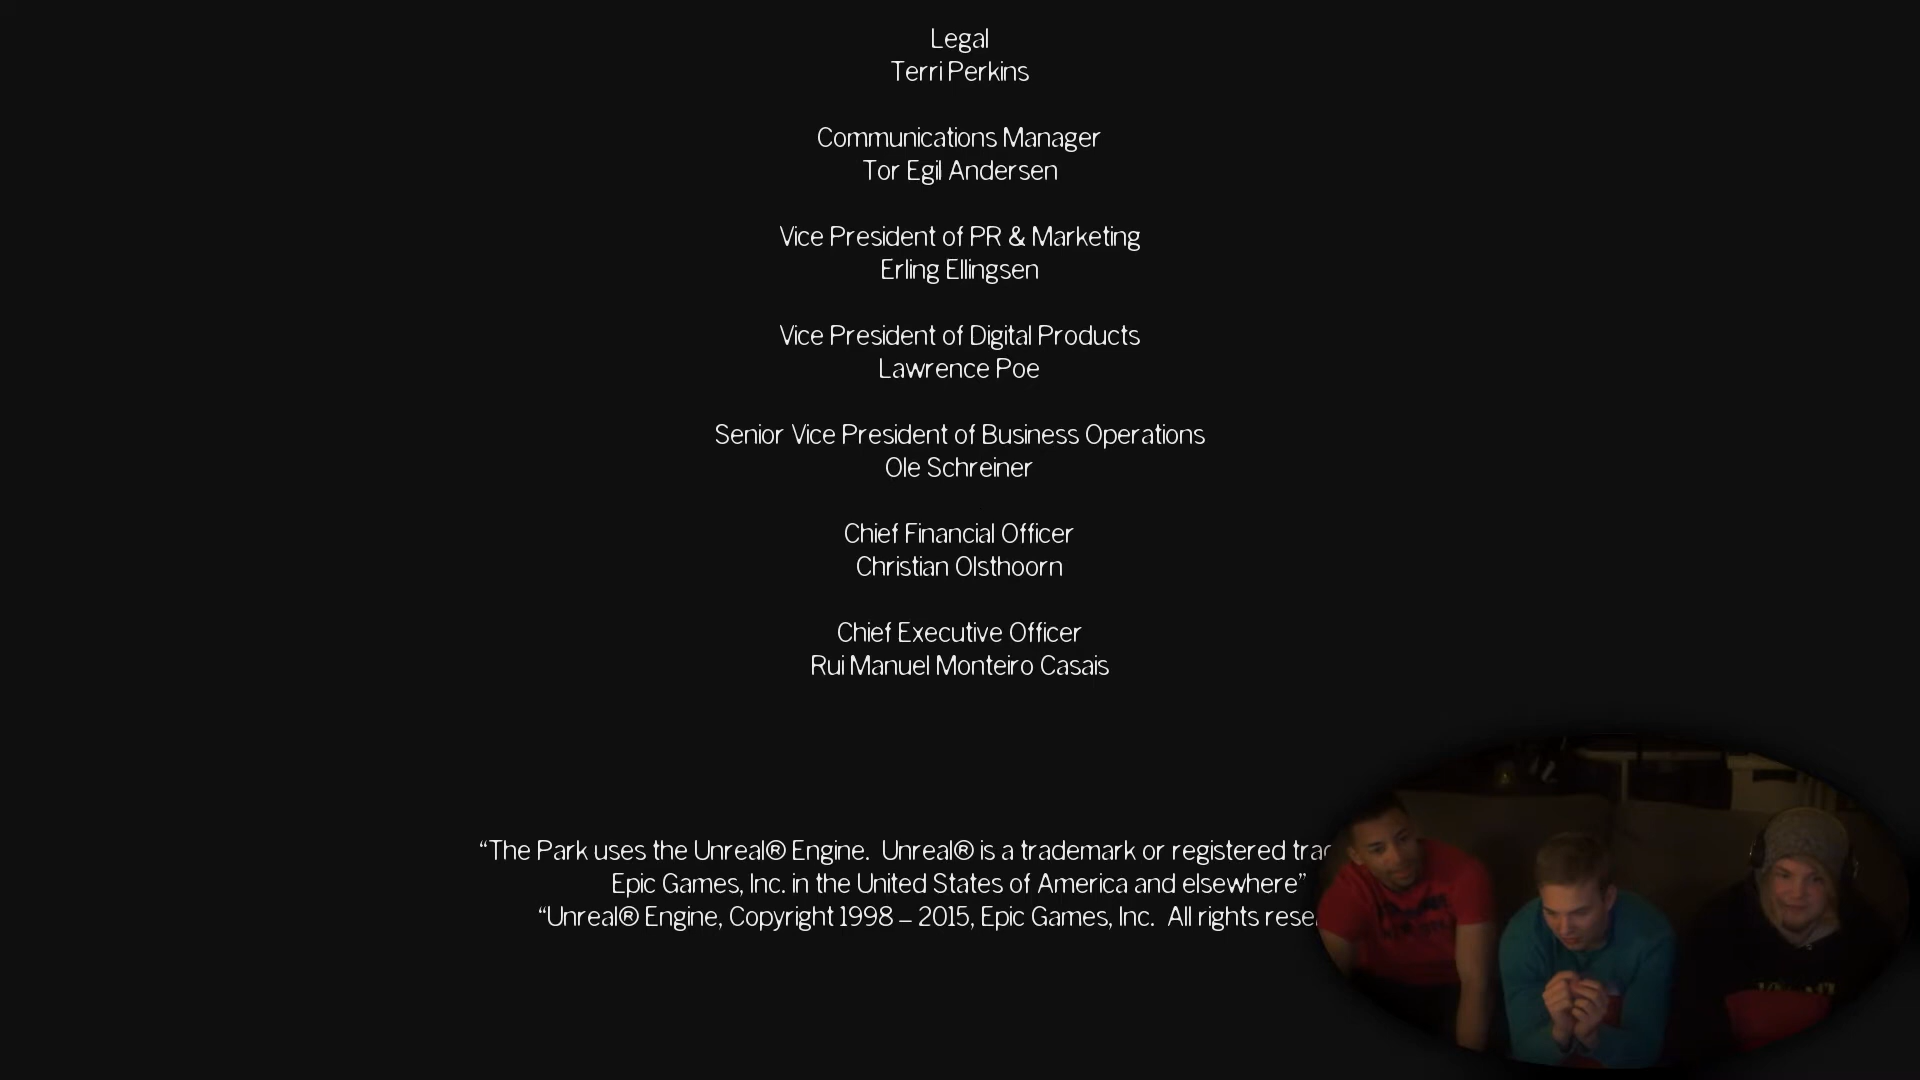 Legal
Terri Perkins
Communications Manager
Tor Egil Andersen
Vice President of PR & Marketing
Erling Ellingsen
Vice President of Digital Products
Lawrence Poe
Senior Vice President of Business Operations
Ole Schreiner
Chief Financial Officer
Christian Olsthoorn
Chief Executive Officer
Rui Manuel Monteiro Casais
“The Park uses the Unreal® Engine.  Unreal® is a trademark or registered
Epic Games, Inc. in the United States of America and elsewhere”
“Unreal® Engine, Copyright 1998 – 2015, Epic Games, Inc.  All rights